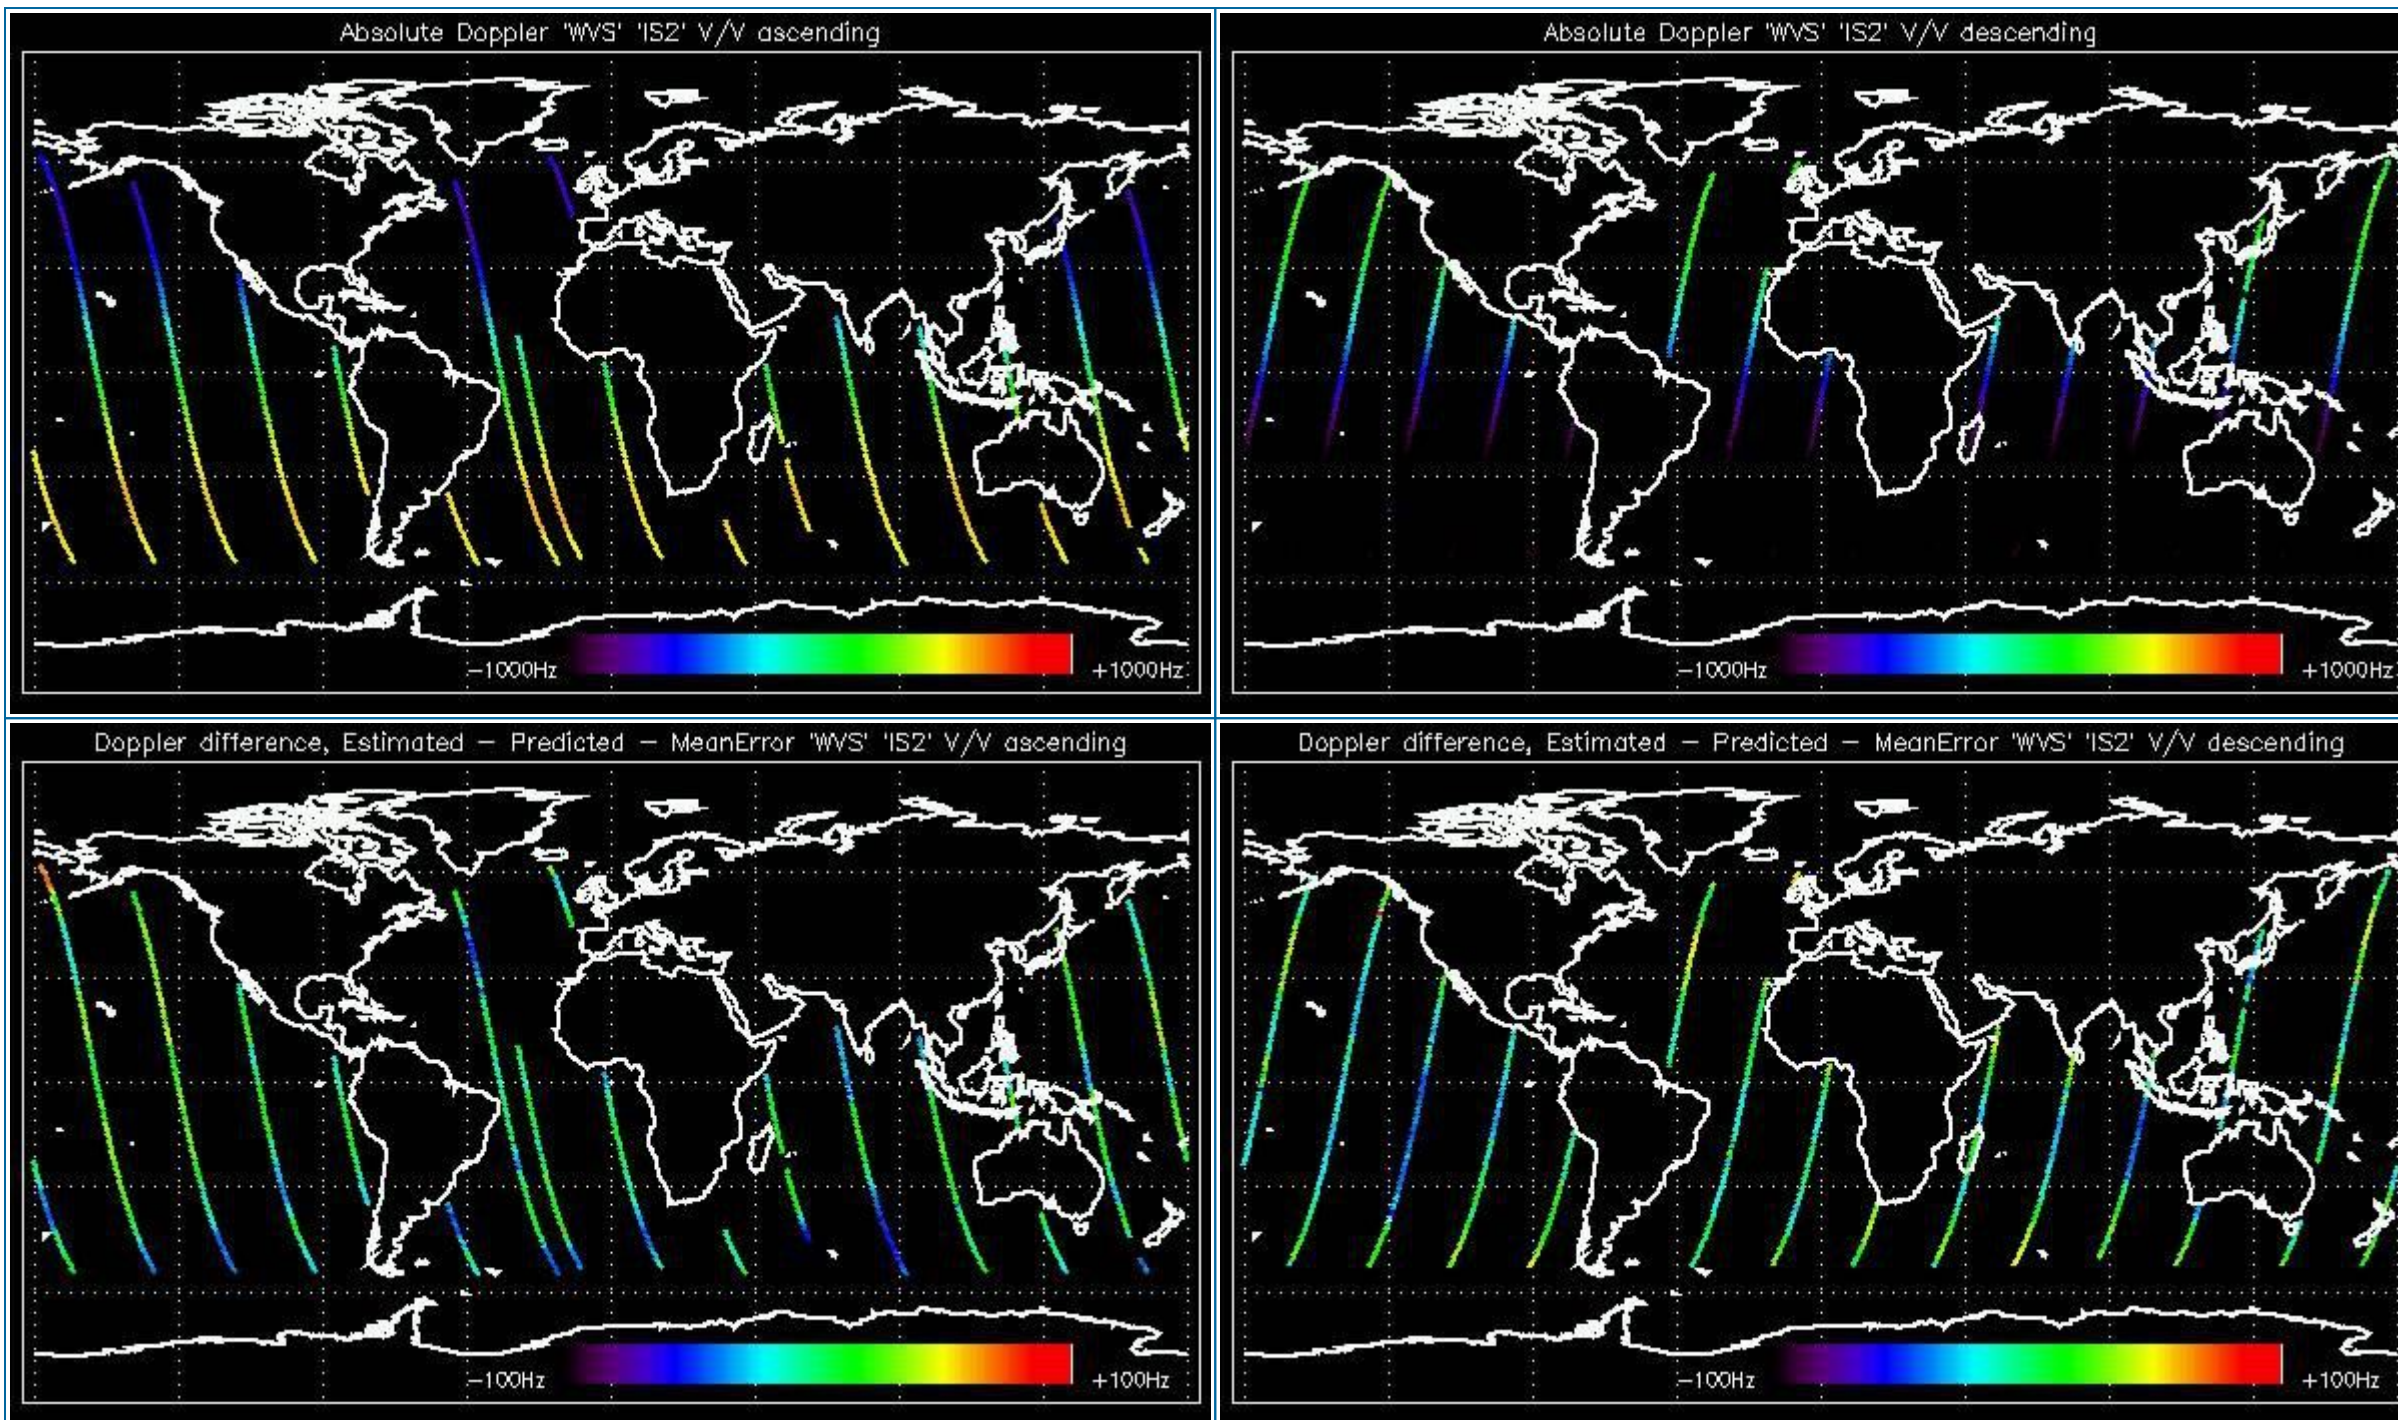 Absolute Doppler 'WVS' 'IS2' V/V ascending
-1000Hz
+1000Hz
Absolute Doppler 'WVS' 'IS2' V/V descending
-1000Hz
+1000Hz
Doppler difference, Estimated - Predicted - MeanError 'WVS' 'IS2' V/V ascending
-100Hz
+100Hz
Doppler difference, Estimated - Predicted - MeanError 'WVS' 'IS2' V/V descending
-100Hz
+100Hz